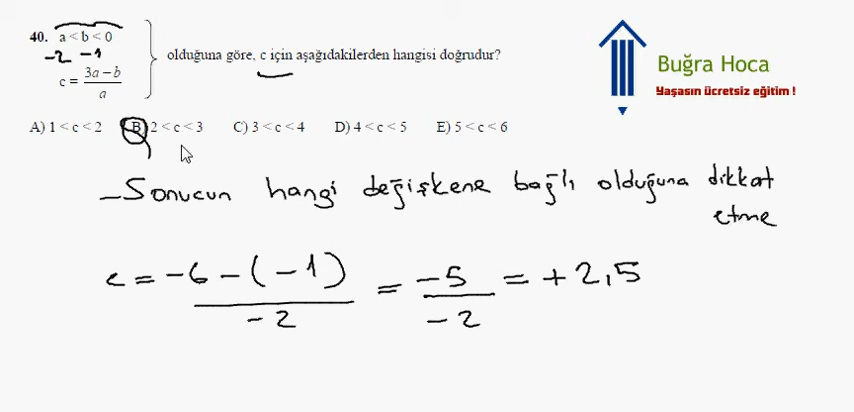 40. a < b < 0
-2 -1
c = 3a – b / a
olduğuna göre, c için aşağıdakilerden hangisi doğrudur?
A) 1 < c < 2 B) 2 < c < 3 C) 3 < c < 4 D) 4 < c < 5 E) 5 < c < 6
Buğra Hoca
Yaşasın ücretsiz eğitim !
- Sonucun hangi değişkene bağlı olduğuna dikkat
etme
c = -6 - (-1) / -2 = -5 / -2 = +2,5